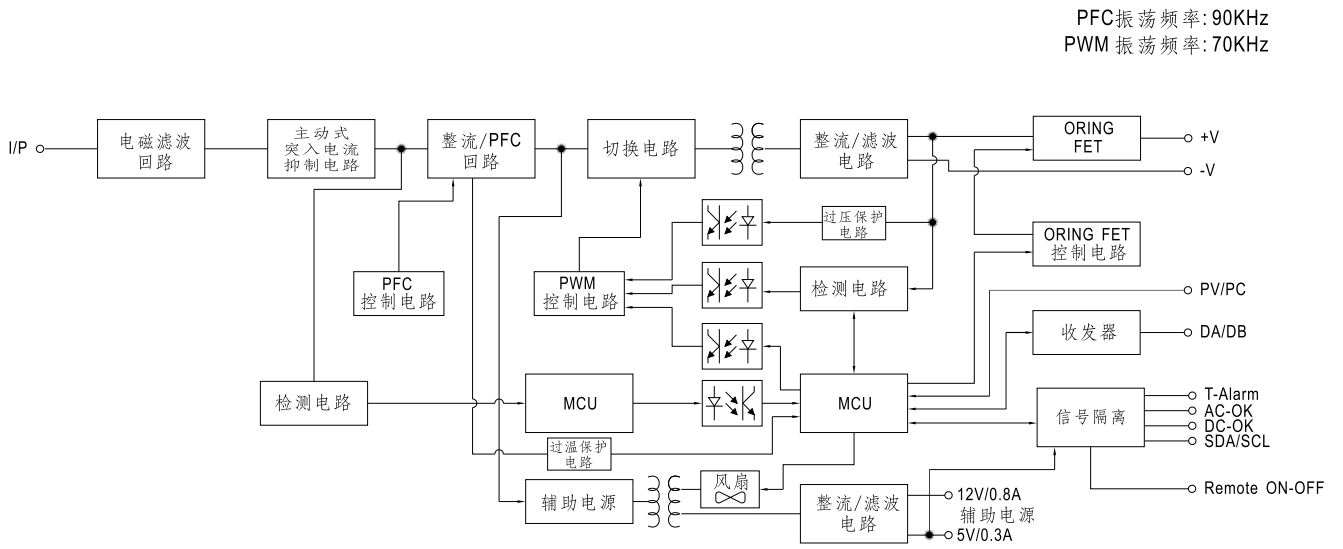 PFC振荡频率: 90KHz
PWM 振荡频率: 70KHz
I/P
电磁滤波
回路
主动式
突入电流
抑制电路
整流/PFC
回路
切换电路
整流/滤波
电路
ORING
FET
+V
-V
过压保护
电路
ORING FET
控制电路
PFC
控制电路
PWM
控制电路
检测电路
PV/PC
收发器
DA/DB
检测电路
MCU
MCU
信号隔离
T-Alarm
AC-OK
DC-OK
SDA/SCL
过温保护
电路
辅助电源
风扇
整流/滤波
电路
12V/0.8A
辅助电源
5V/0.3A
Remote ON-OFF